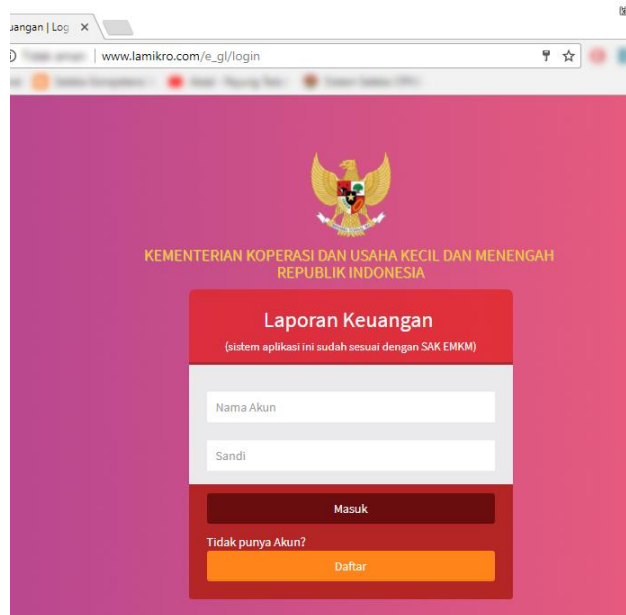 uangan | Log
www.lamikro.com/e_gl/login
KEMENTERIAN KOPERASI DAN USAHA KECIL DAN MENENGAH
REPUBLIK INDONESIA
Laporan Keuangan
(sistem aplikasi ini sudah sesuai dengan SAK EMKM)
Nama Akun
Sandi
Masuk
Tidak punya Akun?
Daftar